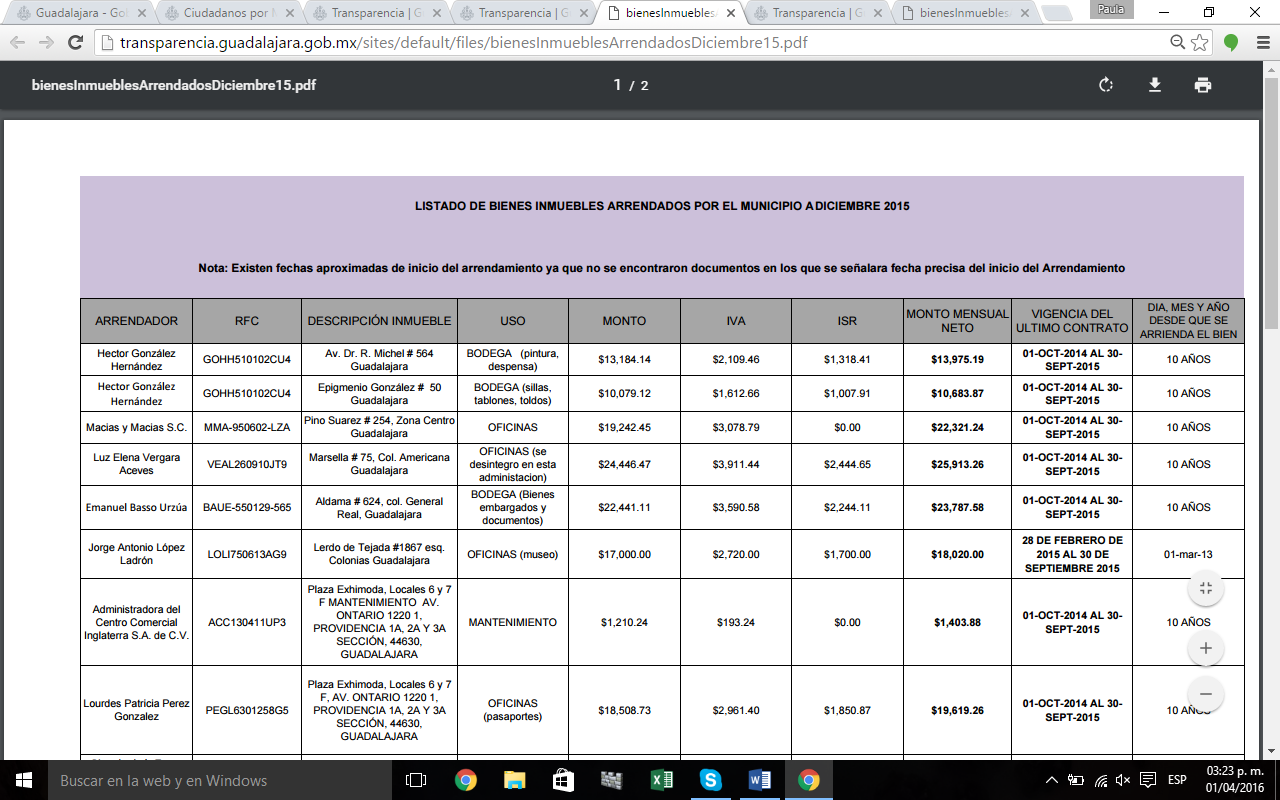 Guadalajara - Gol
Ciudadanos por M
Transparencia | G
Transparencia | G
bienesInmuebles
Transparencia | G
bienesInmuebles
Paula
transparencia.guadalajara.gob.mx/sites/default/files/bienesInmueblesArrendadosDiciembre15.pdf
bienesInmueblesArrendadosDiciembre15.pdf
1 / 2
LISTADO DE BIENES INMUEBLES ARRENDADOS POR EL MUNICIPIO A DICIEMBRE 2015
Nota: Existen fechas aproximadas de inicio del arrendamiento ya que no se encontraron documentos en los que se señalara fecha precisa del inicio del Arrendamiento
ARRENDADOR
RFC
DESCRIPCIÓN INMUEBLE
USO
MONTO
IVA
ISR
MONTO MENSUAL
NETO
VIGENCIA DEL
ULTIMO CONTRATO
DIA, MES Y AÑO
DESDE QUE SE
ARRIENDA EL BIEN
Hector González
Hernández
GOHH510102CU4
Av. Dr. R. Michel # 564
Guadalajara
BODEGA (pintura,
despensa)
$13,184.14
$2,109.46
$1,318.41
$13,975.19
01-OCT-2014 AL 30-
SEPT-2015
10 AÑOS
Hector González
Hernández
GOHH510102CU4
Epigmenio González # 50
Guadalajara
BODEGA (sillas,
tablones, toldos)
$10,079.12
$1,612.66
$1,007.91
$10,683.87
01-OCT-2014 AL 30-
SEPT-2015
10 AÑOS
Macias y Macias S.C.
MMA-950602-LZA
Pino Suarez # 254, Zona Centro
Guadalajara
OFICINAS
$19,242.45
$3,078.79
$0.00
$22,321.24
01-OCT-2014 AL 30-
SEPT-2015
10 AÑOS
Luz Elena Vergara
Aceves
VEAL260910JT9
Marsella # 75, Col. Americana
Guadalajara
OFICINAS (se
desintegro en esta
administacion)
$24,446.47
$3,911.44
$2,444.65
$25,913.26
01-OCT-2014 AL 30-
SEPT-2015
10 AÑOS
Emanuel Basso Urzúa
BAUE-550129-565
Aldama # 624, col. General
Real, Guadalajara
BODEGA (Bienes
embargados y
documentos)
$22,441.11
$3,590.58
$2,244.11
$23,787.58
01-OCT-2014 AL 30-
SEPT-2015
10 AÑOS
Jorge Antonio López
Ladrón
LOLI750613AG9
Lerdo de Tejada #1867 esq.
Colonias Guadalajara
OFICINAS (museo)
$17,000.00
$2,720.00
$1,700.00
$18,020.00
28 DE FEBRERO DE
2015 AL 30 DE
SEPTIEMBRE 2015
01-mar-13
Administradora del
Centro Comercial
Inglaterra S.A. de C.V.
ACC130411UP3
Plaza Exhimoda, Locales 6 y 7
F MANTENIMIENTO AV.
ONTARIO 1220 1,
PROVIDENCIA 1A, 2A Y 3A
SECCIÓN, 44630,
GUADALAJARA
MANTENIMIENTO
$1,210.24
$193.24
$0.00
$1,403.88
01-OCT-2014 AL 30-
SEPT-2015
10 AÑOS
Lourdes Patricia Perez
Gonzalez
PEGL6301258G5
Plaza Exhimoda, Locales 6 y 7
F, AV. ONTARIO 1220 1,
PROVIDENCIA 1A, 2A Y 3A
SECCIÓN, 44630,
GUADALAJARA
OFICINAS
(pasaportes)
$18,508.73
$2,961.40
$1,850.87
$19,619.26
01-OCT-2014 AL 30-
SEPT-2015
10 AÑOS
Buscar en la web y en Windows
ESP
03:23 p. m.
01/04/2016